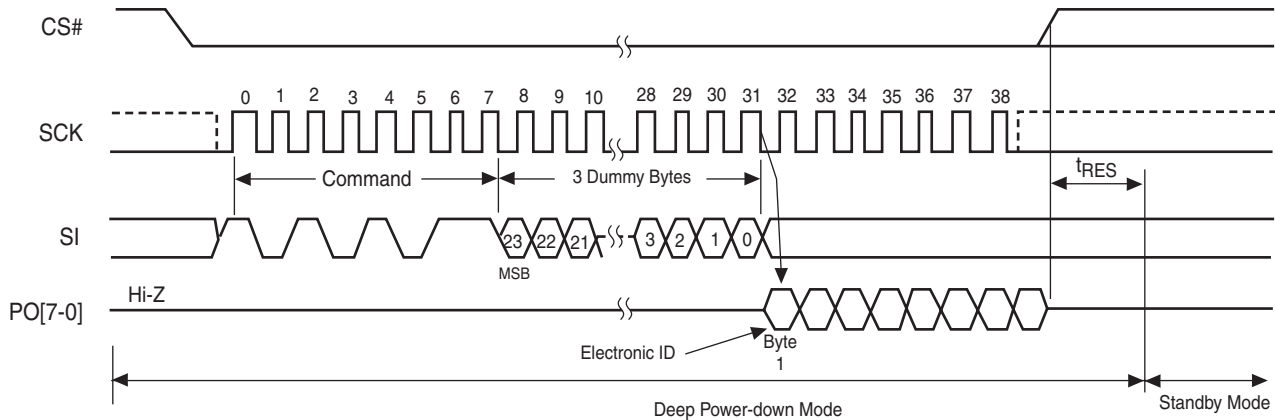 CS#
0 1 2 3 4 5 6 7 8 9 10 28 29 30 31 32 33 34 35 36 37 38
SCK
tRES
Command
3 Dummy Bytes
SI
23 22 21 3 2 1 0
MSB
Hi-Z
PO[7-0]
Electronic ID
Byte
1
Deep Power-down Mode
Standby Mode